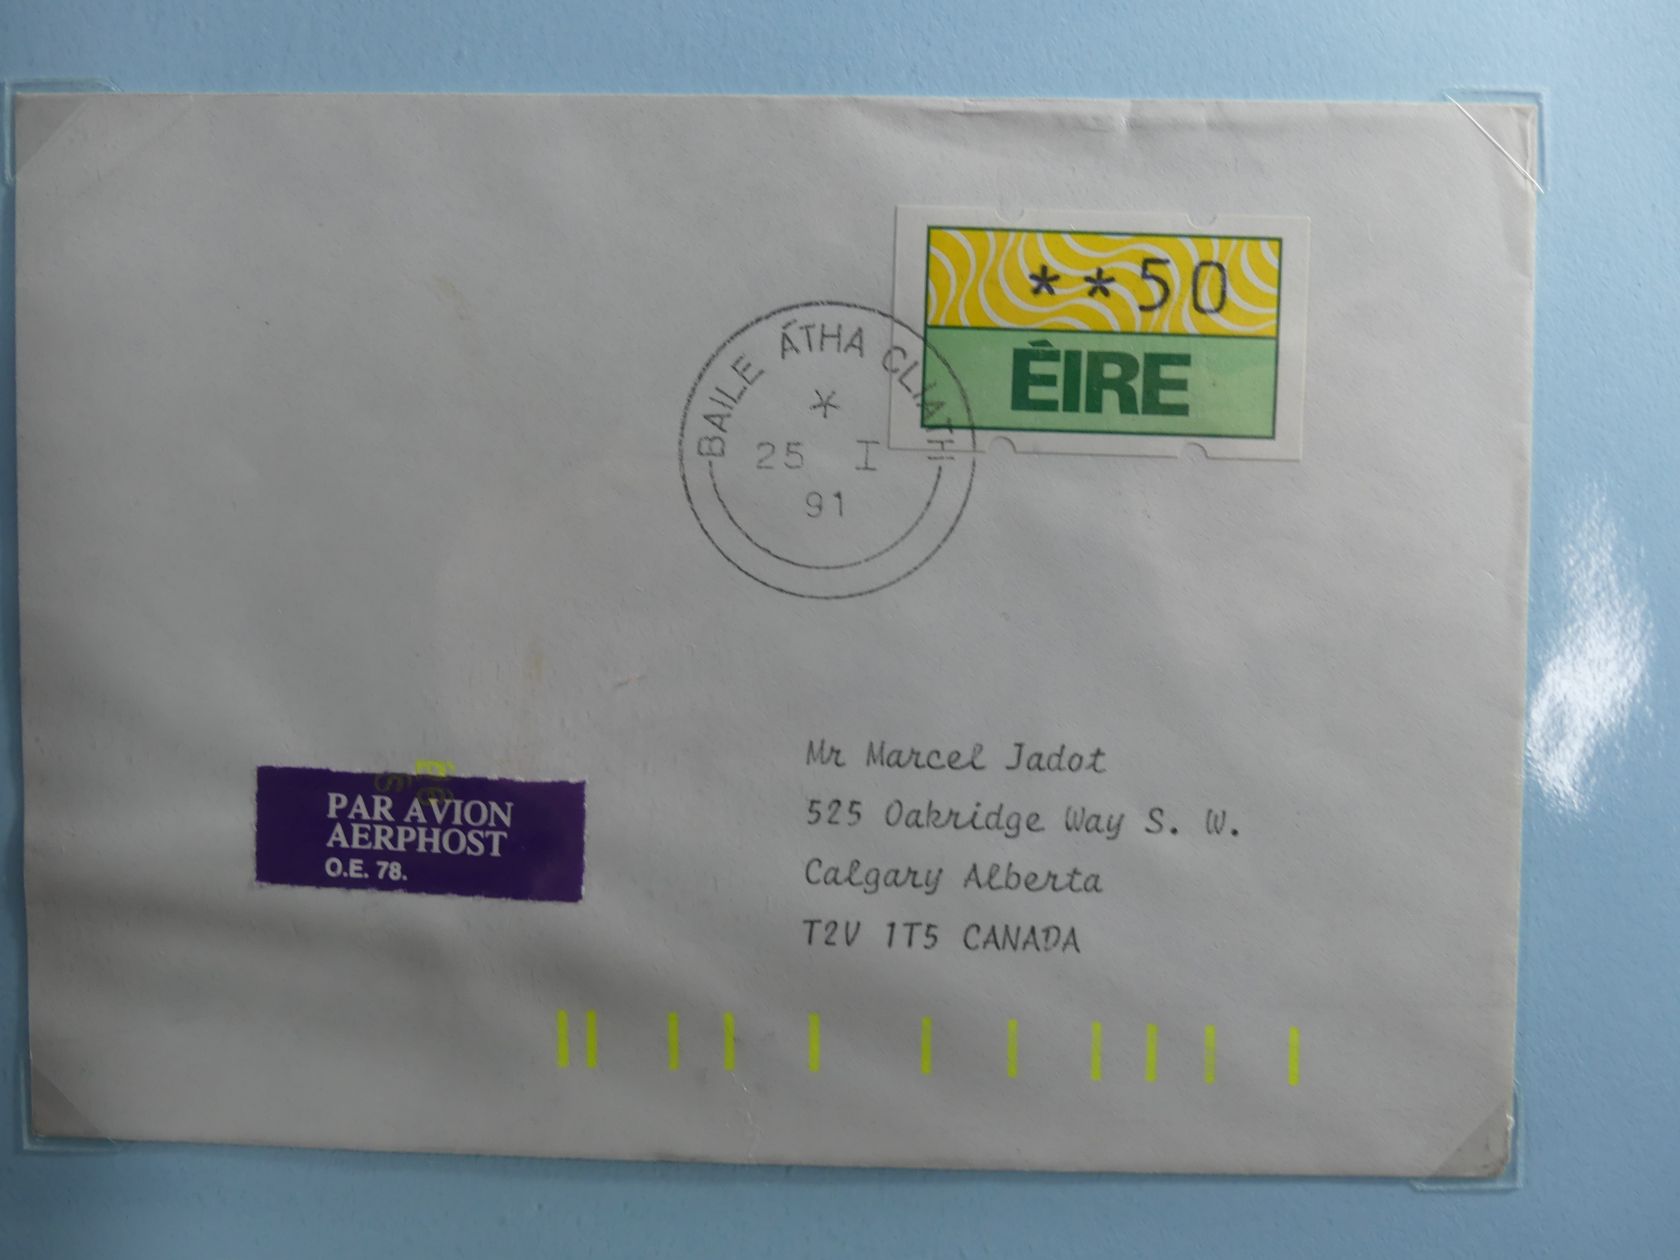 **50
ÉIRE
BAILE ÁTHA CLIATH
*
25 I
91
Mr Marcel Jadot
525 Oakridge Way S. W.
Calgary Alberta
T2V 1T5 CANADA
PAR AVION
AERPHOST
O.E. 78.